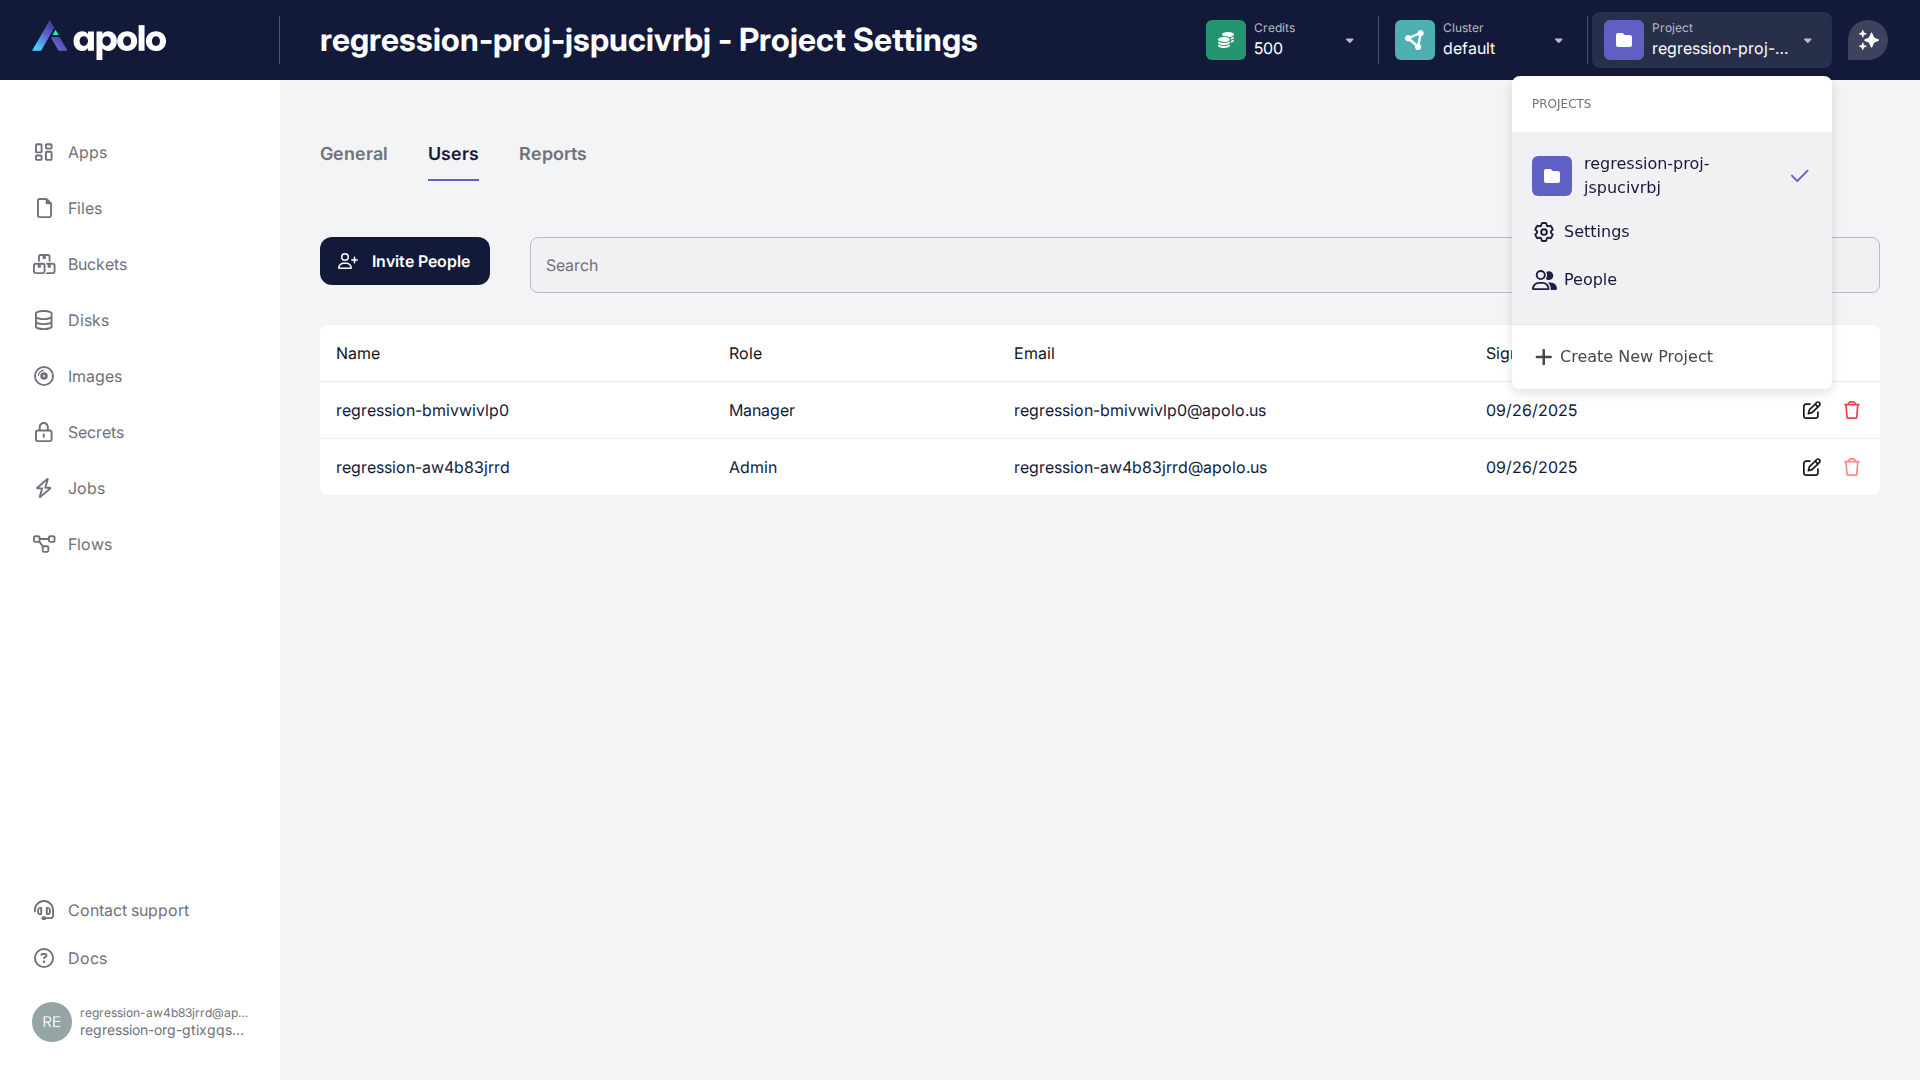 apolo
regression-proj-jspucivrbj - Project Settings
Credits
500
Cluster
default
Project
regression-proj-...
PROJECTS
regression-proj-
jspucivrbj
Settings
People
Create New Project
Apps
Files
Buckets
Disks
Images
Secrets
Jobs
Flows
General Users Reports
Invite People
Search
Name Role Email
regression-bmivwivlp0 Manager regression-bmivwivlp0@apolo.us 09/26/2025
regression-aw4b83jrrd Admin regression-aw4b83jrrd@apolo.us 09/26/2025
Contact support
Docs
RE
regression-aw4b83jrrd@ap...
regression-org-gtixgqs...